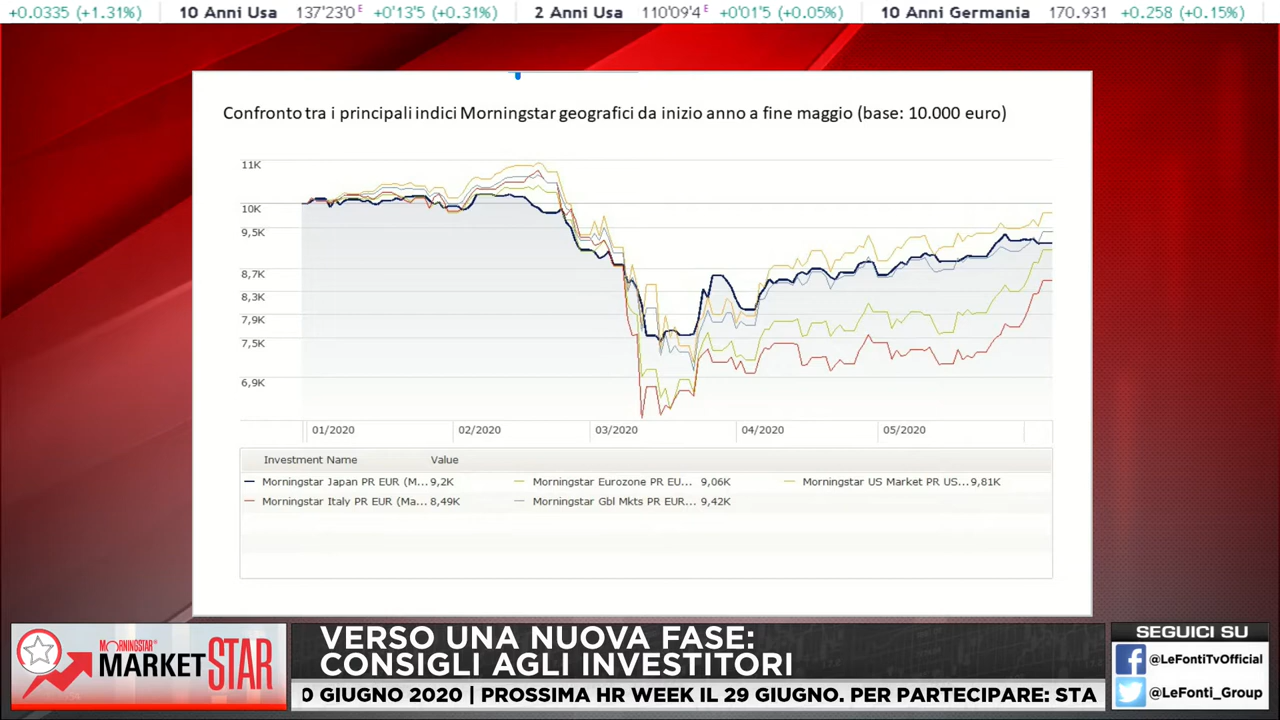 +0.0335 (+1.31%) 10 Anni Usa 137'23'0 E +0'13'5 (+0.31%) 2 Anni Usa 110'09'4 E +0'01'5 (+0.05%) 10 Anni Germania 170.931 +0.258 (+0.15%)
Confronto tra i principali indici Morningstar geografici da inizio anno a fine maggio (base: 10.000 euro)
11K
10K
9,5K
8,7K
8,3K
7,9K
7,5K
6,9K
01/2020 02/2020 03/2020 04/2020 05/2020
Investment Name Value
Morningstar Japan PR EUR (M... 9,2K Morningstar Eurozone PR EU... 9,06K Morningstar US Market PR US... 9,81K
Morningstar Italy PR EUR (Ma... 8,49K Morningstar Gbl Mkts PR EUR... 9,42K
MORNINGSTAR®
MARKET STAR
VERSO UNA NUOVA FASE:
CONSIGLI AGLI INVESTITORI
0 GIUGNO 2020 | PROSSIMA HR WEEK IL 29 GIUGNO. PER PARTECIPARE: STA
SEGUICI SU
@LeFontiTvOfficial
@LeFonti_Group